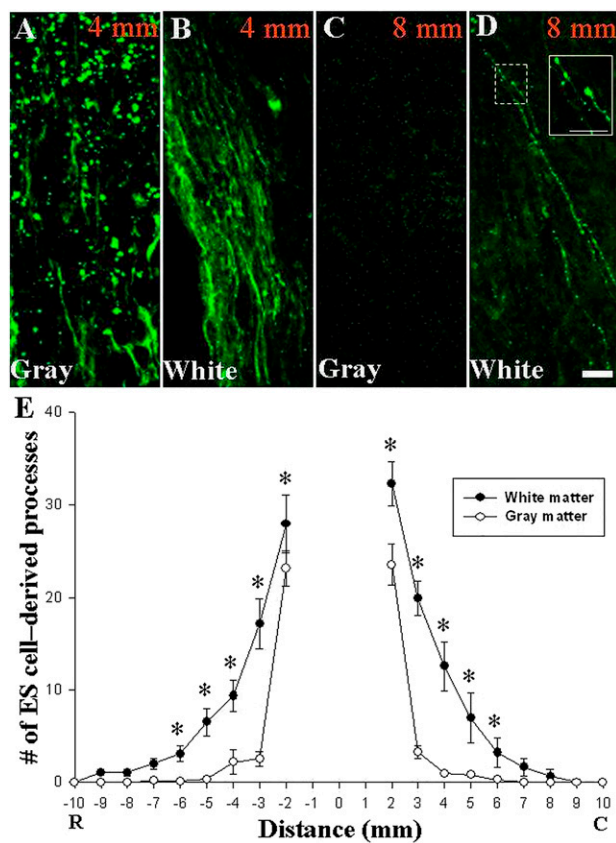 A 4 mm B 4 mm C 8 mm D 8 mm
Gray White Gray White
E
# of ES cell–derived processes
40
30
20
10
0
* * * * * * * * * *
White matter
Gray matter
-10 -9 -8 -7 -6 -5 -4 -3 -2 -1 0 1 2 3 4 5 6 7 8 9 10
R Distance (mm) C